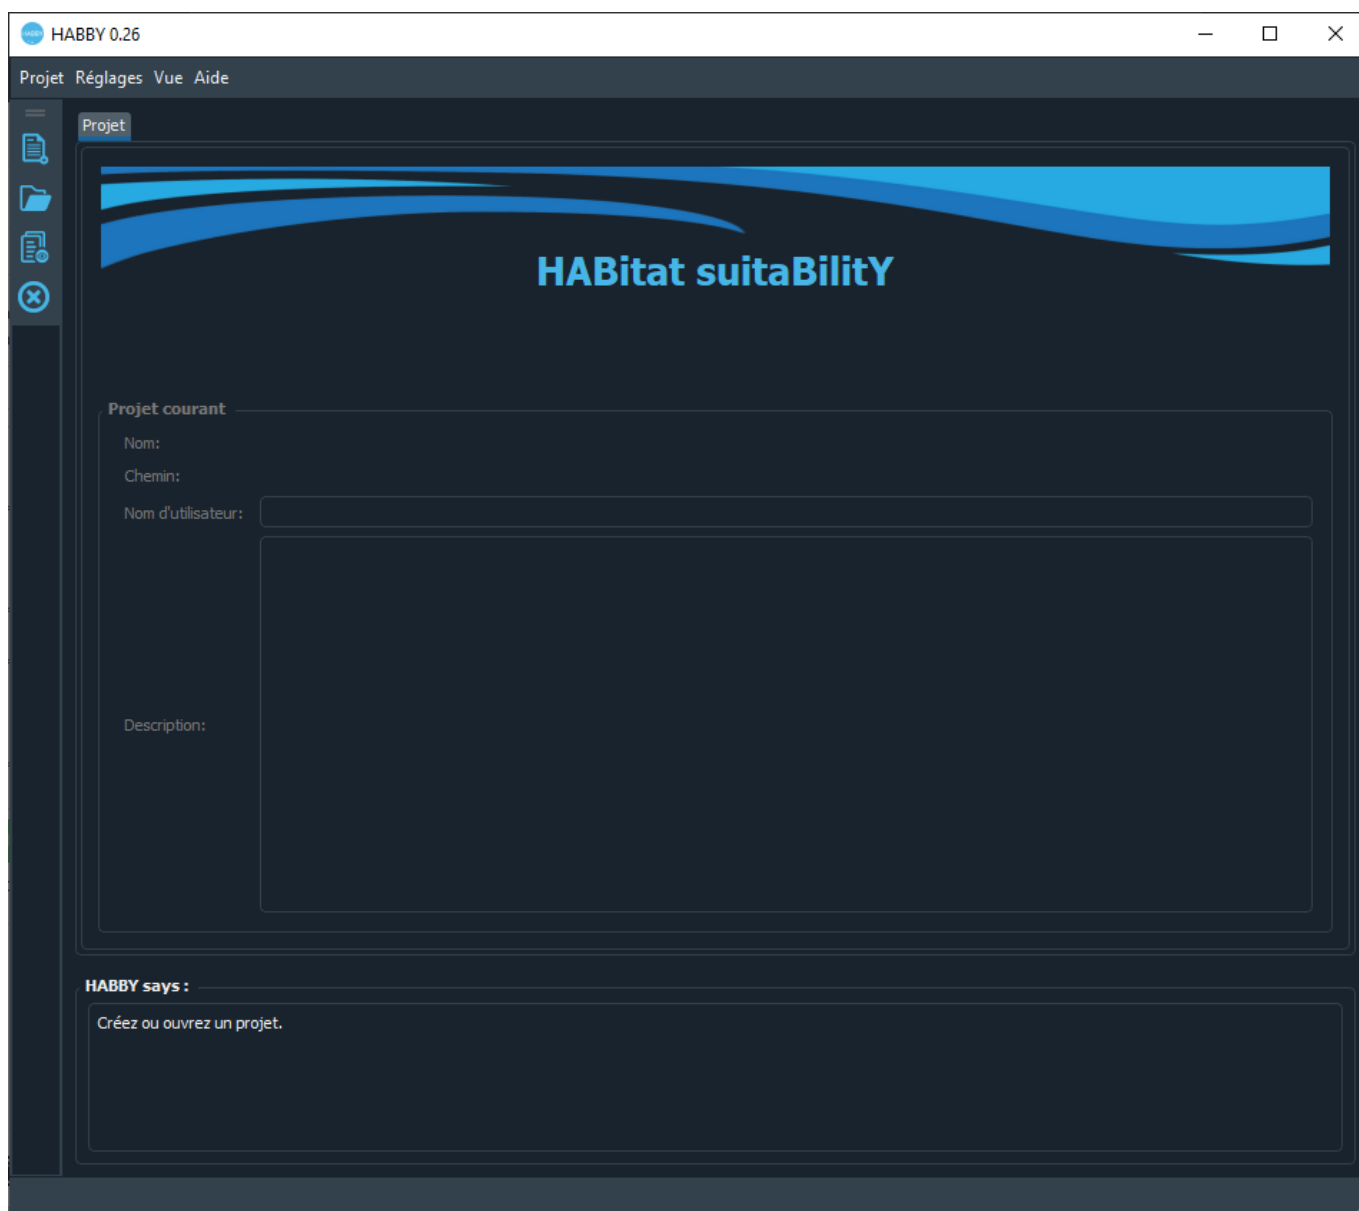 HABBY 0.26
Projet Réglages Vue Aide
Projet
HABitat suitaBilitY
Projet courant
Nom:
Chemin:
Nom d'utilisateur:
Description:
HABBY says :
Créez ou ouvrez un projet.